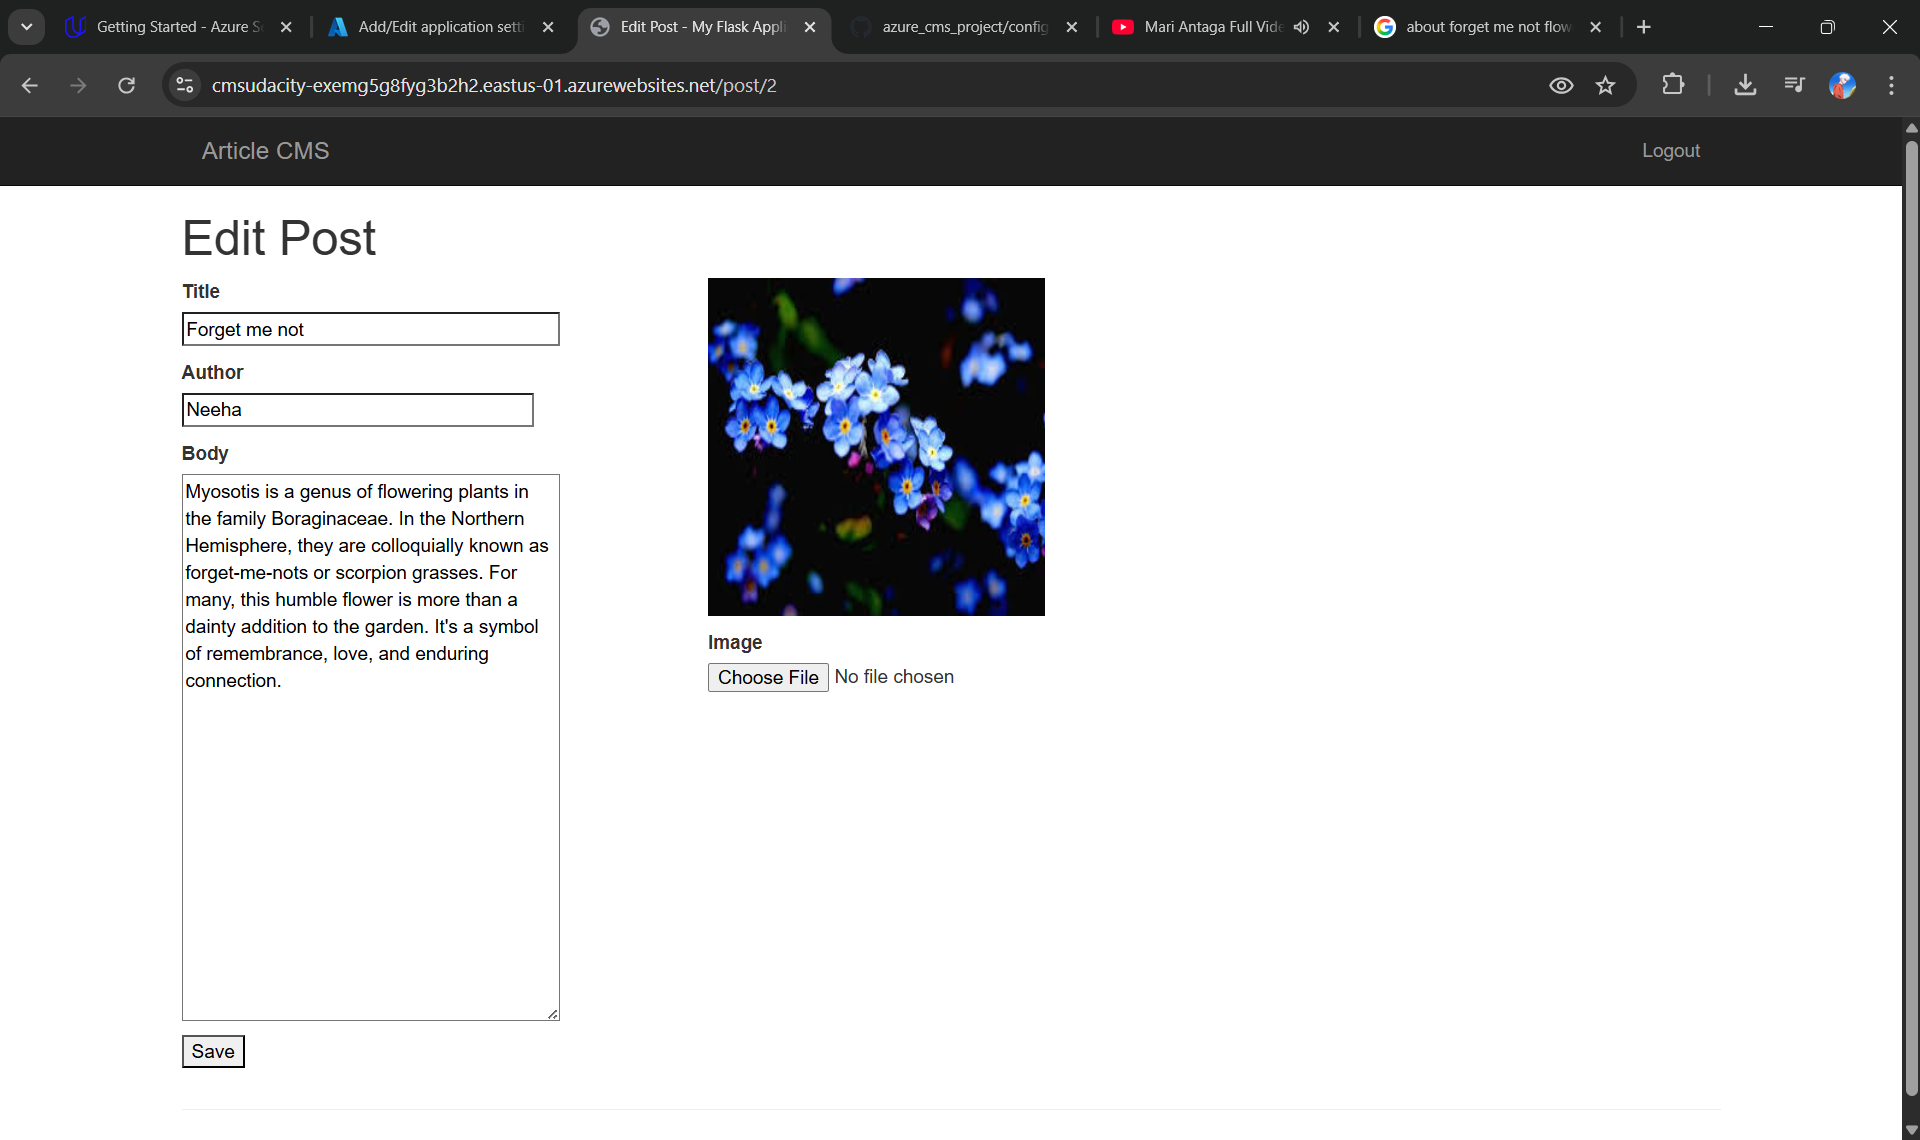 Getting Started - Azure S
Add/Edit application setti
Edit Post - My Flask Appli
azure_cms_project/config
Mari Antaga Full Vide
about forget me not flow
cmsudacity-exemg5g8fyg3b2h2.eastus-01.azurewebsites.net/post/2
Article CMS
Logout
Edit Post
Title
Forget me not
Author
Neeha
Body
Myosotis is a genus of flowering plants in
the family Boraginaceae. In the Northern
Hemisphere, they are colloquially known as
forget-me-nots or scorpion grasses. For
many, this humble flower is more than a
dainty addition to the garden. It's a symbol
of remembrance, love, and enduring
connection.
Image
Choose File No file chosen
Save